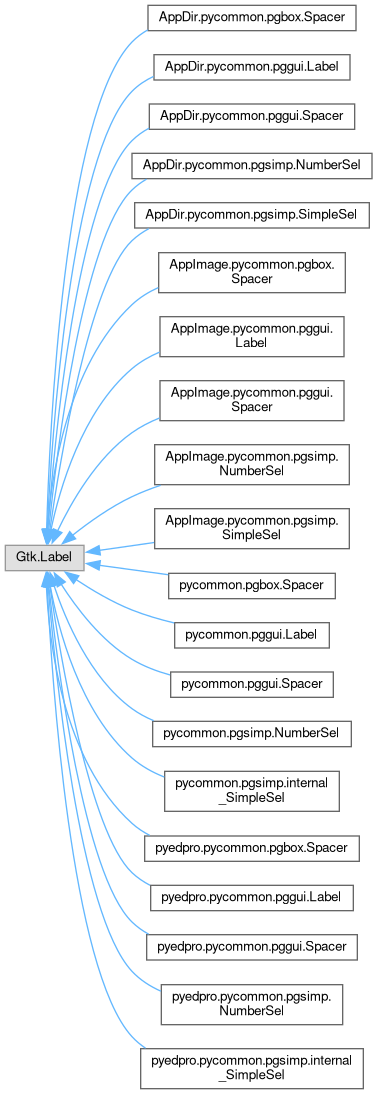 AppDir.pycommon.pgbox.Spacer
AppDir.pycommon.pggui.Label
AppDir.pycommon.pggui.Spacer
AppDir.pycommon.pgsimp.NumberSel
AppDir.pycommon.pgsimp.SimpleSel
AppImage.pycommon.pgbox.
Spacer
AppImage.pycommon.pggui.
Label
AppImage.pycommon.pggui.
Spacer
AppImage.pycommon.pgsimp.
NumberSel
AppImage.pycommon.pgsimp.
SimpleSel
Gtk.Label
pycommon.pgbox.Spacer
pycommon.pggui.Label
pycommon.pggui.Spacer
pycommon.pgsimp.NumberSel
pycommon.pgsimp.internal
_SimpleSel
pyedpro.pycommon.pgbox.Spacer
pyedpro.pycommon.pggui.Label
pyedpro.pycommon.pggui.Spacer
pyedpro.pycommon.pgsimp.
NumberSel
pyedpro.pycommon.pgsimp.internal
_SimpleSel